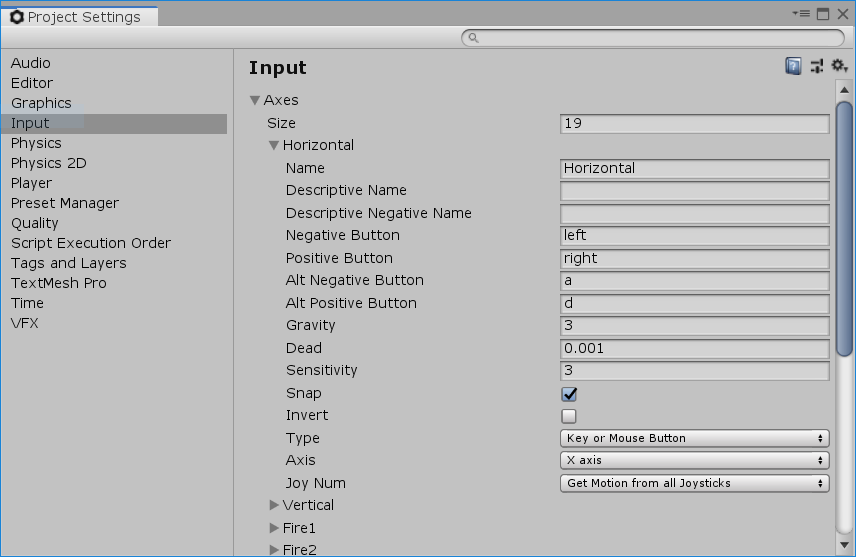 Project Settings
Audio
Editor
Graphics
Input
Physics
Physics 2D
Player
Preset Manager
Quality
Script Execution Order
Tags and Layers
TextMesh Pro
Time
VFX
Input
Axes
Size 19
Horizontal
Name Horizontal
Descriptive Name
Descriptive Negative Name
Negative Button left
Positive Button right
Alt Negative Button a
Alt Positive Button d
Gravity 3
Dead 0.001
Sensitivity 3
Snap
Invert
Type Key or Mouse Button
Axis X axis
Joy Num Get Motion from all Joysticks
Vertical
Fire1
Fire2